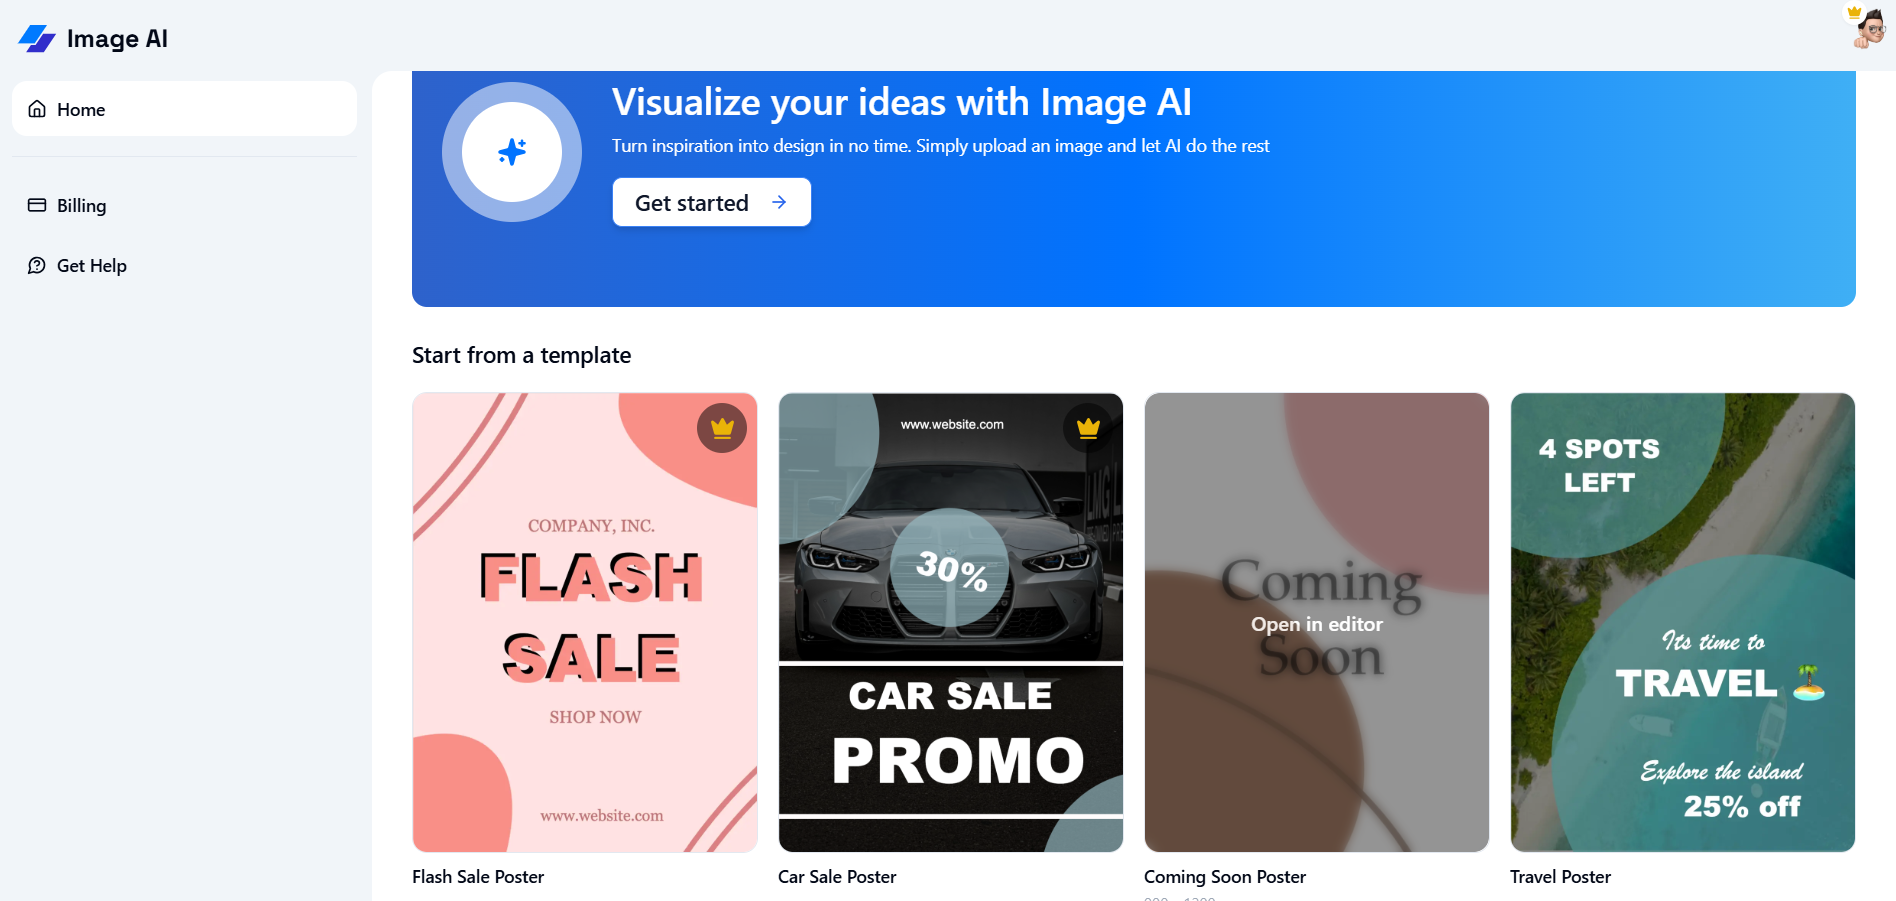 Image AI
Home
Billing
Get Help
Visualize your ideas with Image AI
Turn inspiration into design in no time. Simply upload an image and let AI do the rest
Get started
Start from a template
COMPANY, INC.
FLASH
SALE
SHOP NOW
www.website.com
Flash Sale Poster
www.website.com
30%
CAR SALE
PROMO
Car Sale Poster
Coming
Open in editor
Soon
Coming Soon Poster
4 SPOTS
LEFT
Its time to
TRAVEL 🏝️
Explore the island
25% off
Travel Poster